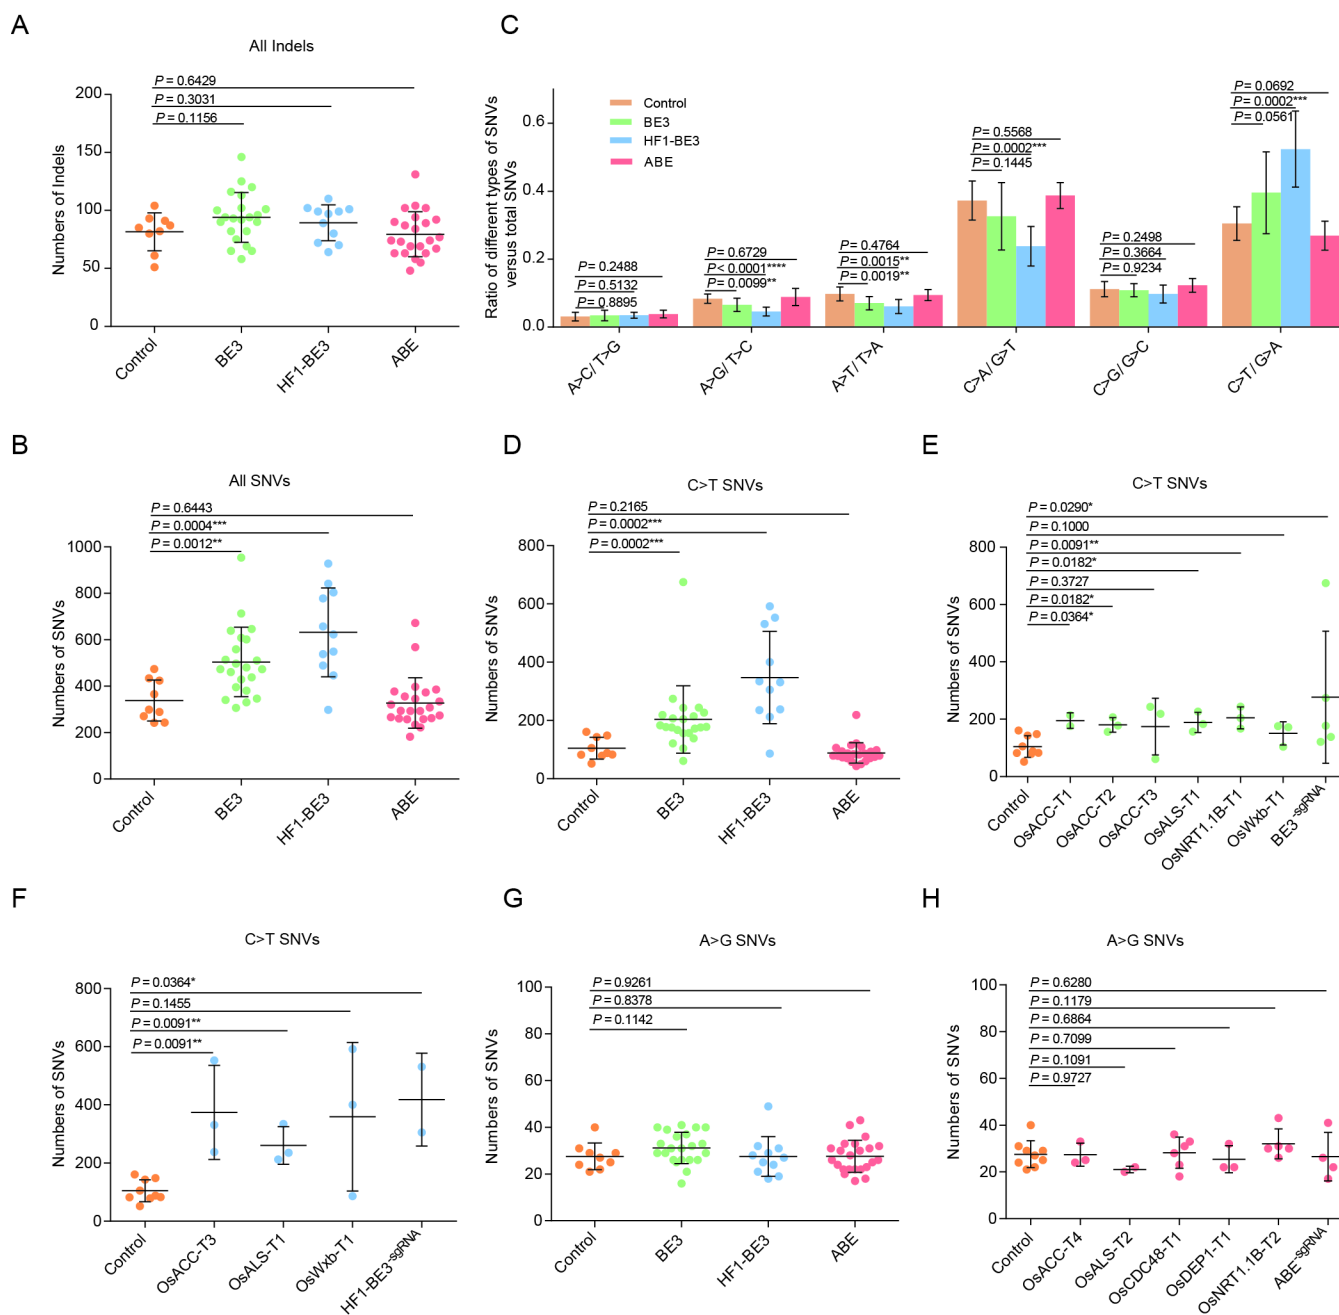 A
All Indels
P = 0.6429
P = 0.3031
P = 0.1156
Numbers of Indels
200
150
100
50
0
Control
BE3
HF1-BE3
ABE
C
Control
BE3
HF1-BE3
ABE
Ratio of different types of SNVs
versus total SNVs
0.6
0.4
0.2
0.0
P = 0.2488
P = 0.5132
P = 0.8895
P = 0.6729
P < 0.0001****
P = 0.0099**
P = 0.4764
P = 0.0015**
P = 0.0019**
P = 0.5568
P = 0.0002***
P = 0.1445
P = 0.2498
P = 0.3664
P = 0.9234
P = 0.0692
P = 0.0002***
P = 0.0561
A>C/T>G
A>G/T>C
A>T/T>A
C>A/G>T
C>G/G>C
C>T/G>A
B
All SNVs
P = 0.6443
P = 0.0004***
P = 0.0012**
Numbers of SNVs
1000
800
600
400
200
0
Control
BE3
HF1-BE3
ABE
D
C>T SNVs
P = 0.2165
P = 0.0002***
P = 0.0002***
Numbers of SNVs
800
600
400
200
0
Control
BE3
HF1-BE3
ABE
E
C>T SNVs
P = 0.0290*
P = 0.1000
P = 0.0091**
P = 0.0182*
P = 0.3727
P = 0.0182*
P = 0.0364*
Numbers of SNVs
800
600
400
200
0
Control
OsACC-T1
OsACC-T2
OsACC-T3
OsALS-T1
OsNRT1.1B-T1
OsWxb-T1
BE3-sgRNA
F
C>T SNVs
P = 0.0364*
P = 0.1455
P = 0.0091**
P = 0.0091**
Numbers of SNVs
800
600
400
200
0
Control
OsACC-T3
OsALS-T1
OsWxb-T1
HF1-BE3-sgRNA
G
A>G SNVs
P = 0.9261
P = 0.8378
P = 0.1142
Numbers of SNVs
100
80
60
40
20
0
Control
BE3
HF1-BE3
ABE
H
A>G SNVs
P = 0.6280
P = 0.1179
P = 0.6864
P = 0.7099
P = 0.1091
P = 0.9727
Numbers of SNVs
100
80
60
40
20
0
Control
OsACC-T4
OsALS-T2
OsCDC48-T1
OsDEP1-T1
OsNRT1.1B-T2
ABE-sgRNA